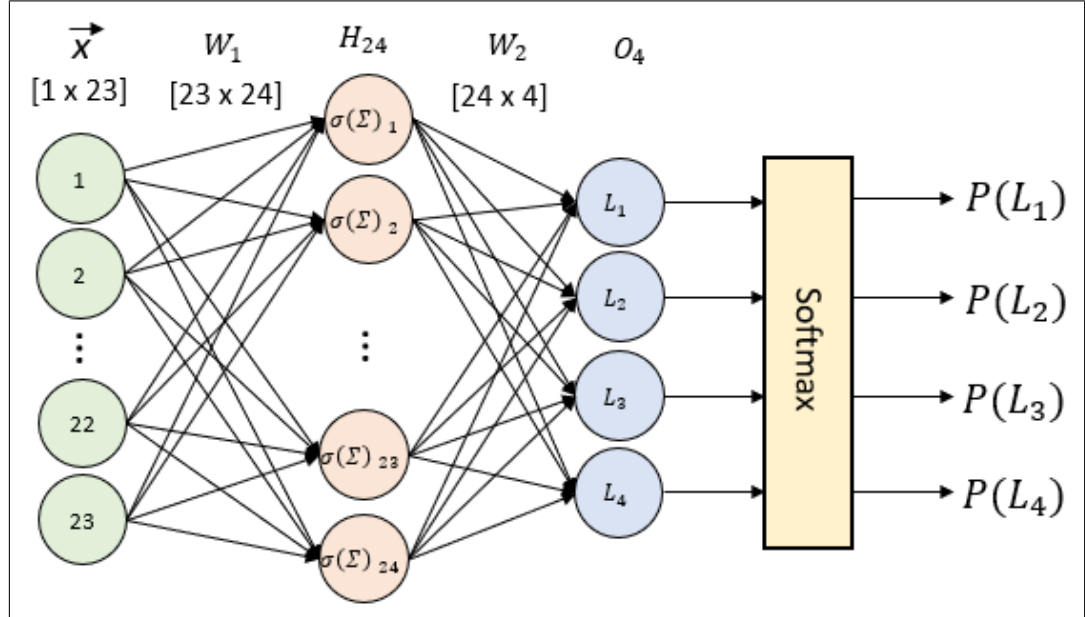 x⃗ W₁ H₂₄ W₂ O₄
[1 x 23] [23 x 24] [24 x 4]
1
2
⋮
22
23
σ(Σ) ₁
σ(Σ) ₂
⋮
σ(Σ) ₂₃
σ(Σ) ₂₄
L₁
L₂
L₃
L₄
Softmax
P(L₁)
P(L₂)
P(L₃)
P(L₄)